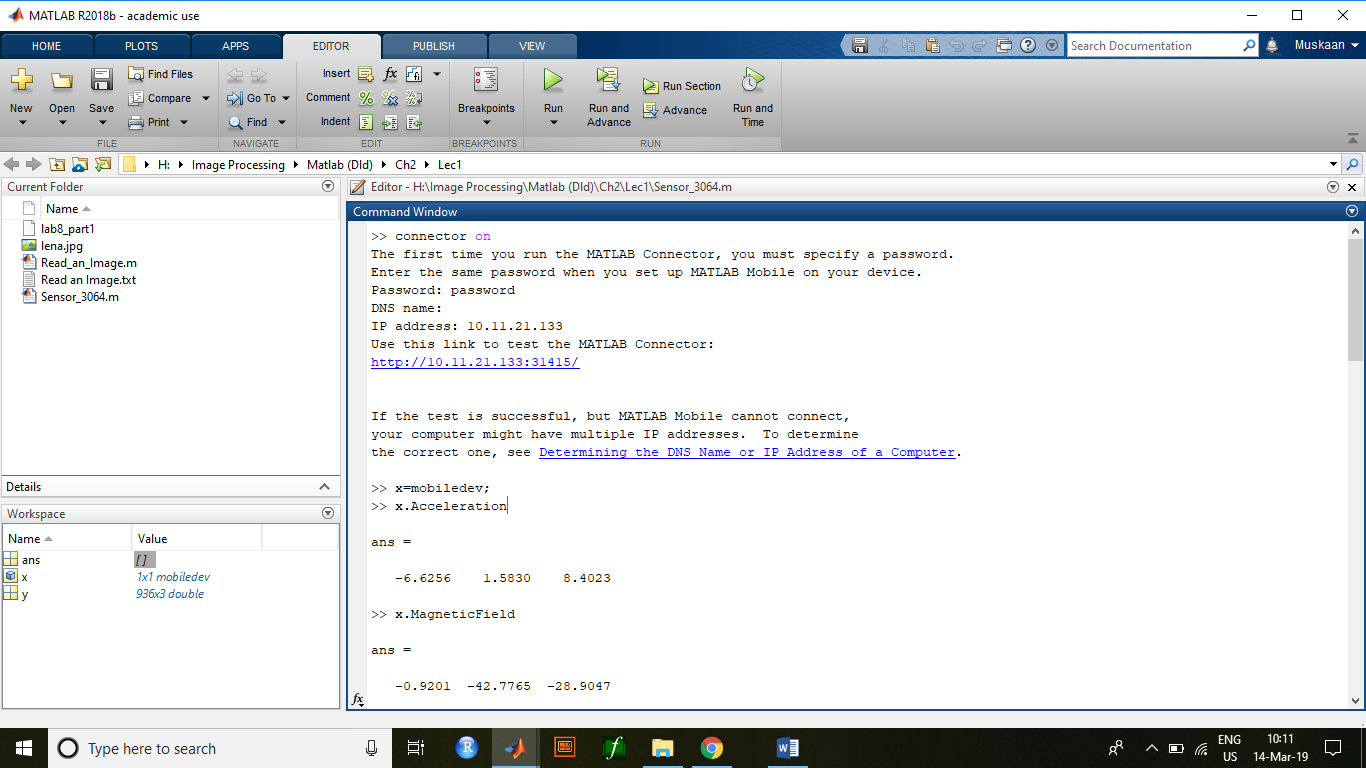 MATLAB R2018b - academic use
HOME PLOTS APPS EDITOR PUBLISH VIEW
Search Documentation
Muskaan
New
Open
Save
Find Files
Compare
Print
FILE
Go To
Find
NAVIGATE
Insert
Comment
Indent
fx
EDIT
Breakpoints
BREAKPOINTS
Run
Run and
Advance
Run Section
Advance
Run and
Time
RUN
H: Image Processing Matlab (Dld) Ch2 Lec1
Current Folder
Name
lab8_part1
lena.jpg
Read_an_Image.m
Read an Image.txt
Sensor_3064.m
Details
Workspace
Name Value
ans []
x 1x1 mobiledev
y 936x3 double
Editor - H:\Image Processing\Matlab (Dld)\Ch2\Lec1\Sensor_3064.m
Command Window
>> connector on
The first time you run the MATLAB Connector, you must specify a password.
Enter the same password when you set up MATLAB Mobile on your device.
Password: password
DNS name:
IP address: 10.11.21.133
Use this link to test the MATLAB Connector:
http://10.11.21.133:31415/
If the test is successful, but MATLAB Mobile cannot connect,
your computer might have multiple IP addresses.  To determine
the correct one, see Determining the DNS Name or IP Address of a Computer.
>> x=mobiledev;
>> x.Acceleration
ans =
-6.6256 1.5830 8.4023
>> x.MagneticField
ans =
-0.9201 -42.7765 -28.9047
fx
Type here to search
R
f
W
ENG
US
10:11
14-Mar-19